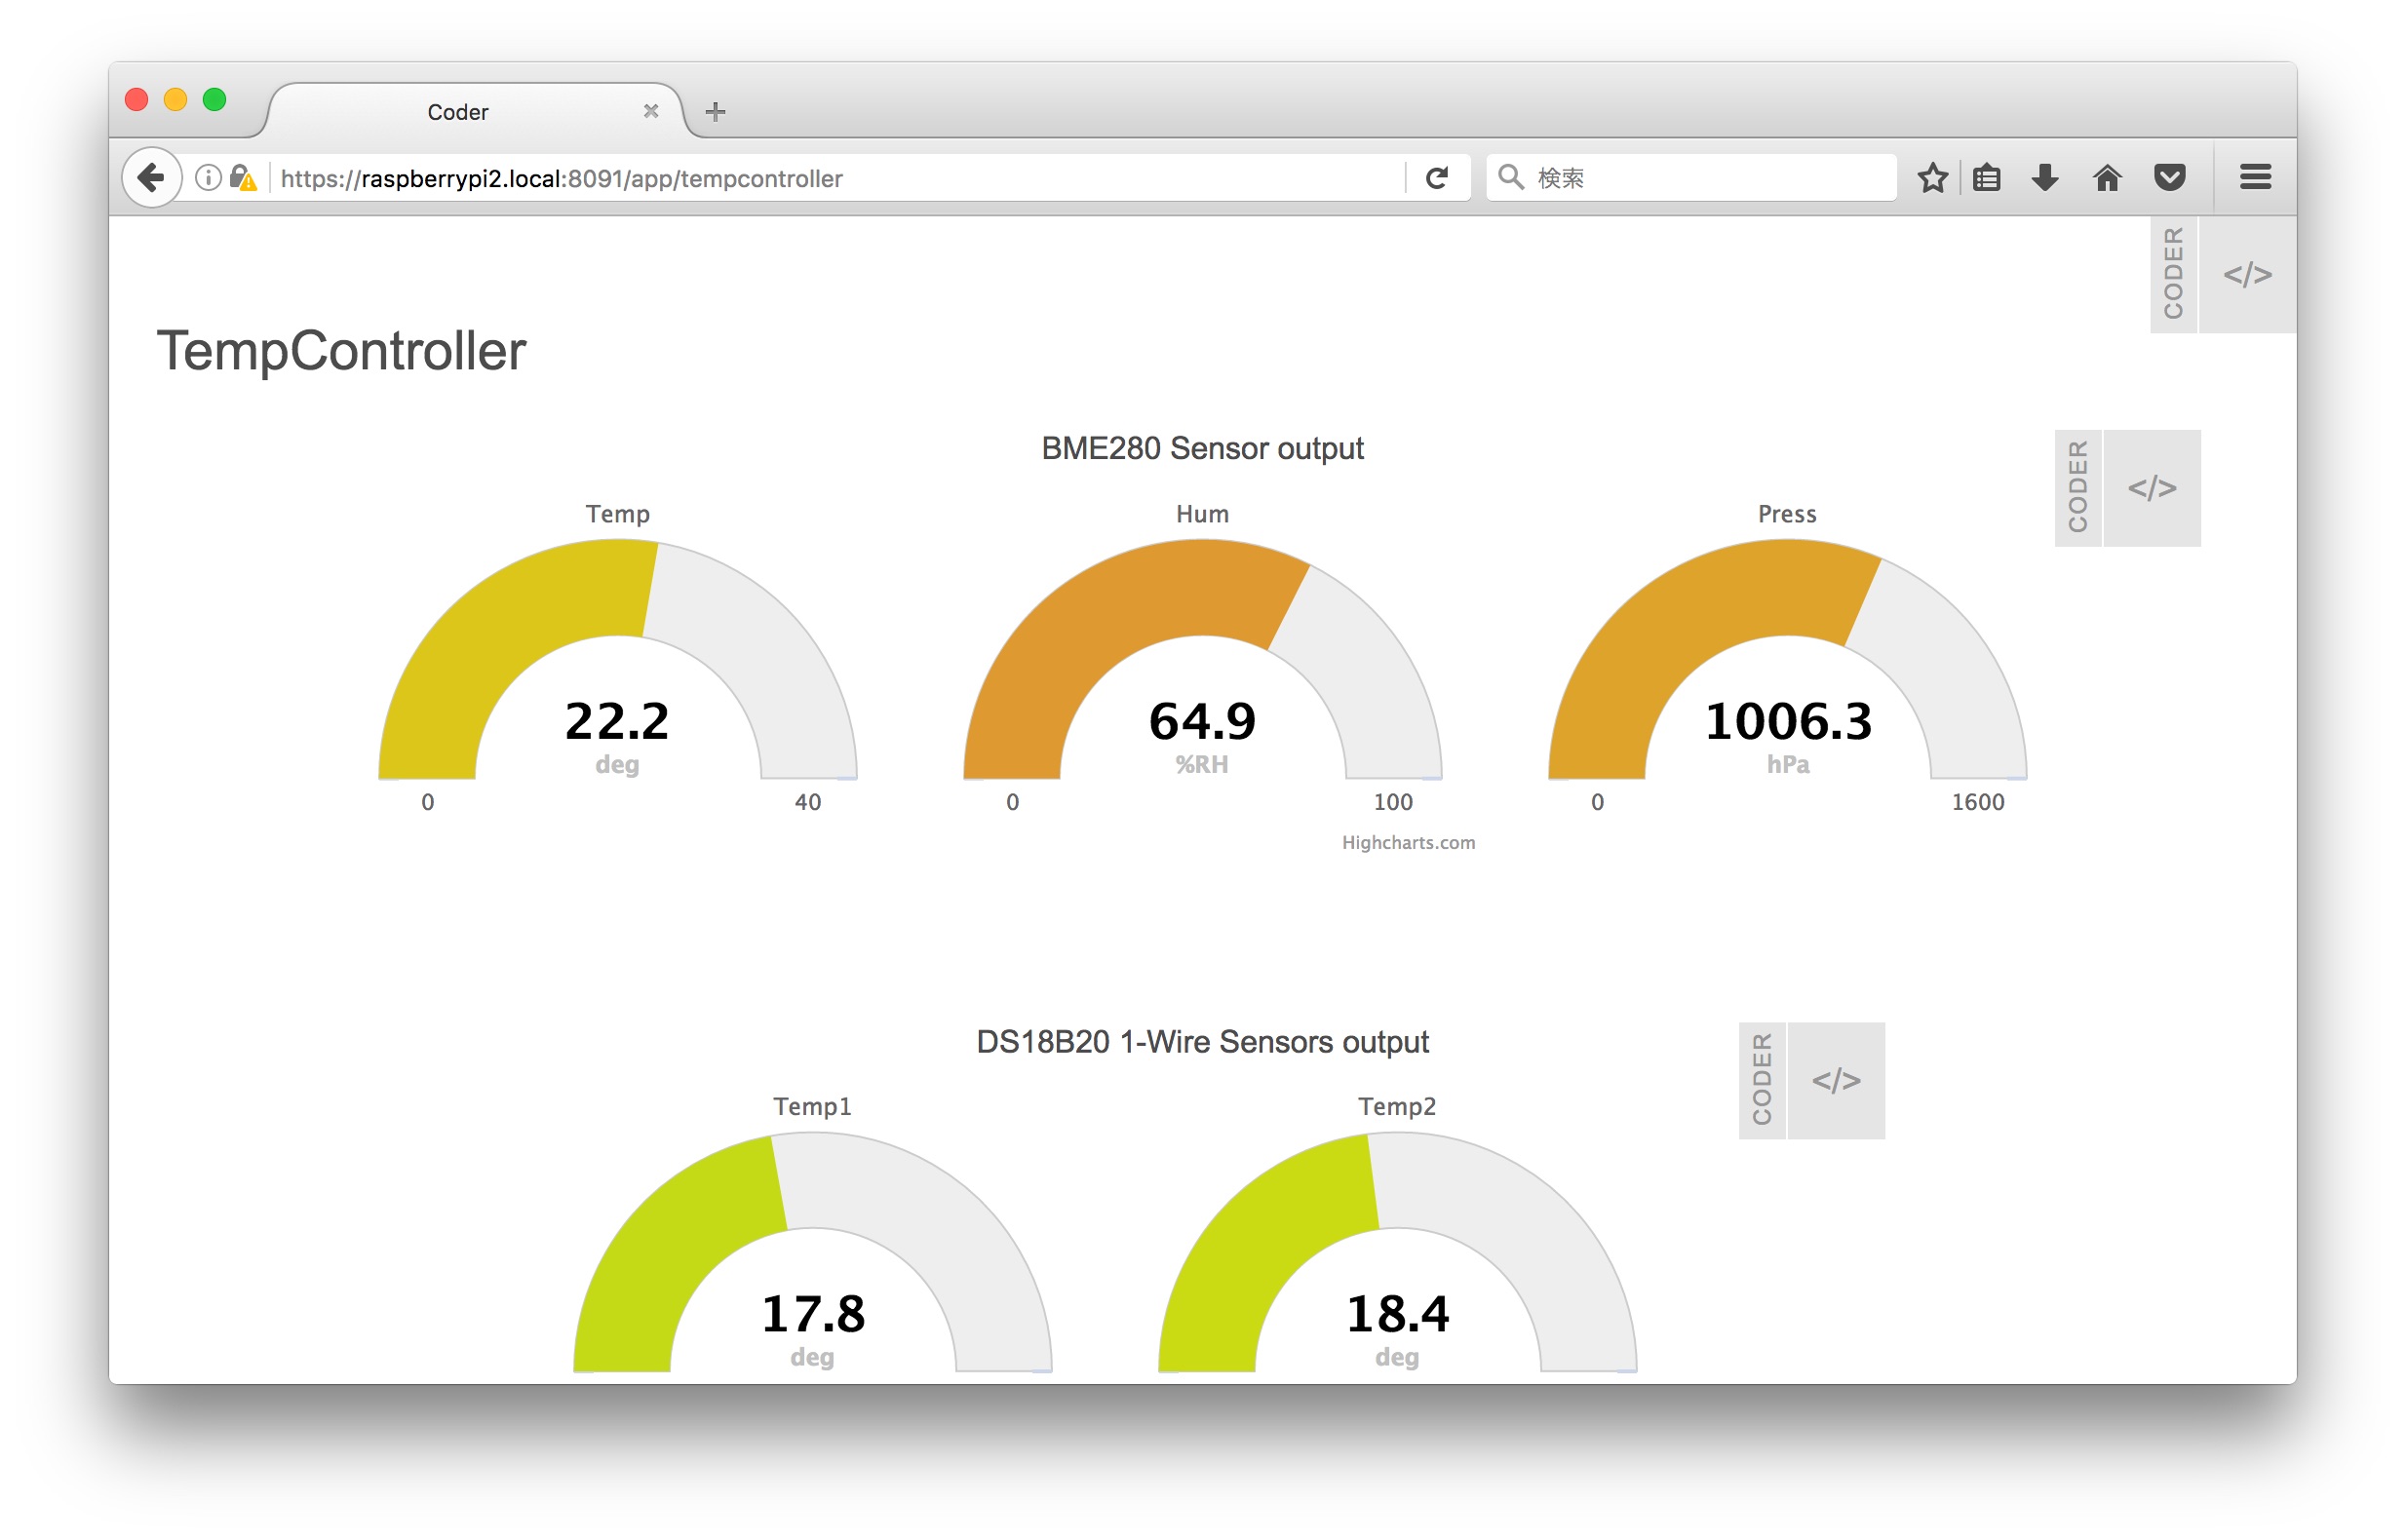 Coder
https://raspberrypi2.local:8091/app/tempcontroller
検索
CODER
</>
TempController
BME280 Sensor output
CODER
</>
Temp
Hum
Press
22.2
64.9
1006.3
deg
%RH
hPa
0
40
0
100
0
1600
Highcharts.com
DS18B20 1-Wire Sensors output
CODER
</>
Temp1
Temp2
17.8
18.4
deg
deg